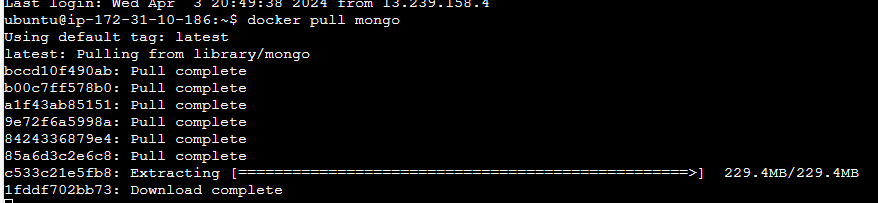 Last login: Wed Apr  3 20:49:38 2024 from 13.239.158.4
ubuntu@ip-172-31-10-186:~$ docker pull mongo
Using default tag: latest
latest: Pulling from library/mongo
bccd10f490ab: Pull complete
b00c7ff578b0: Pull complete
a1f43ab85151: Pull complete
9e72f6a5998a: Pull complete
8424336879e4: Pull complete
85a6d3c2e6c8: Pull complete
c533c21e5fb8: Extracting [==================================================>]  229.4MB/229.4MB
1fddf702bb73: Download complete